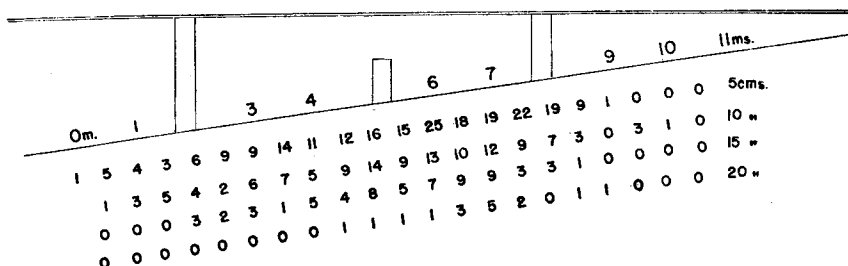 0m. 1 3 4 6 7 9 10 11ms.
1 5 4 3 6 9 9 14 11 12 16 15 25 18 19 22 19 9 1 0 0 0 5cms.
1 3 5 4 2 6 7 5 9 14 9 13 10 12 9 7 3 0 3 1 0 10 "
0 0 0 3 2 3 1 5 4 8 5 7 9 9 3 3 1 0 0 0 0 15 "
0 0 0 0 0 0 0 0 1 1 1 1 3 5 2 0 1 1 0 0 0 20 "